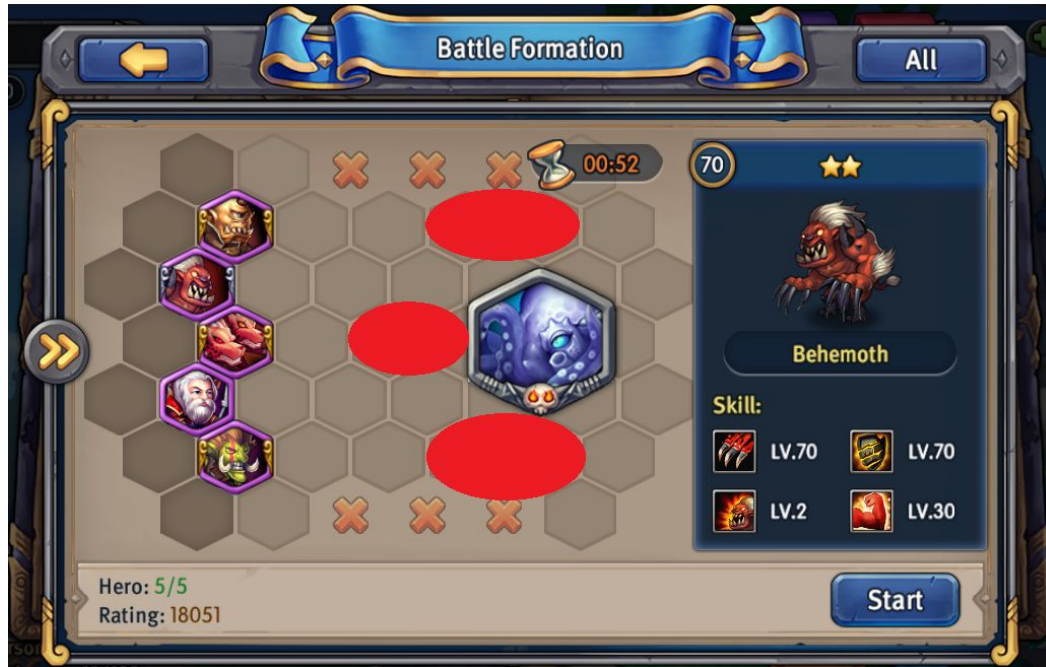 Battle Formation
All
00:52
70
Behemoth
Skill:
LV.70
LV.70
LV.2
LV.30
Hero: 5/5
Rating: 18051
Start